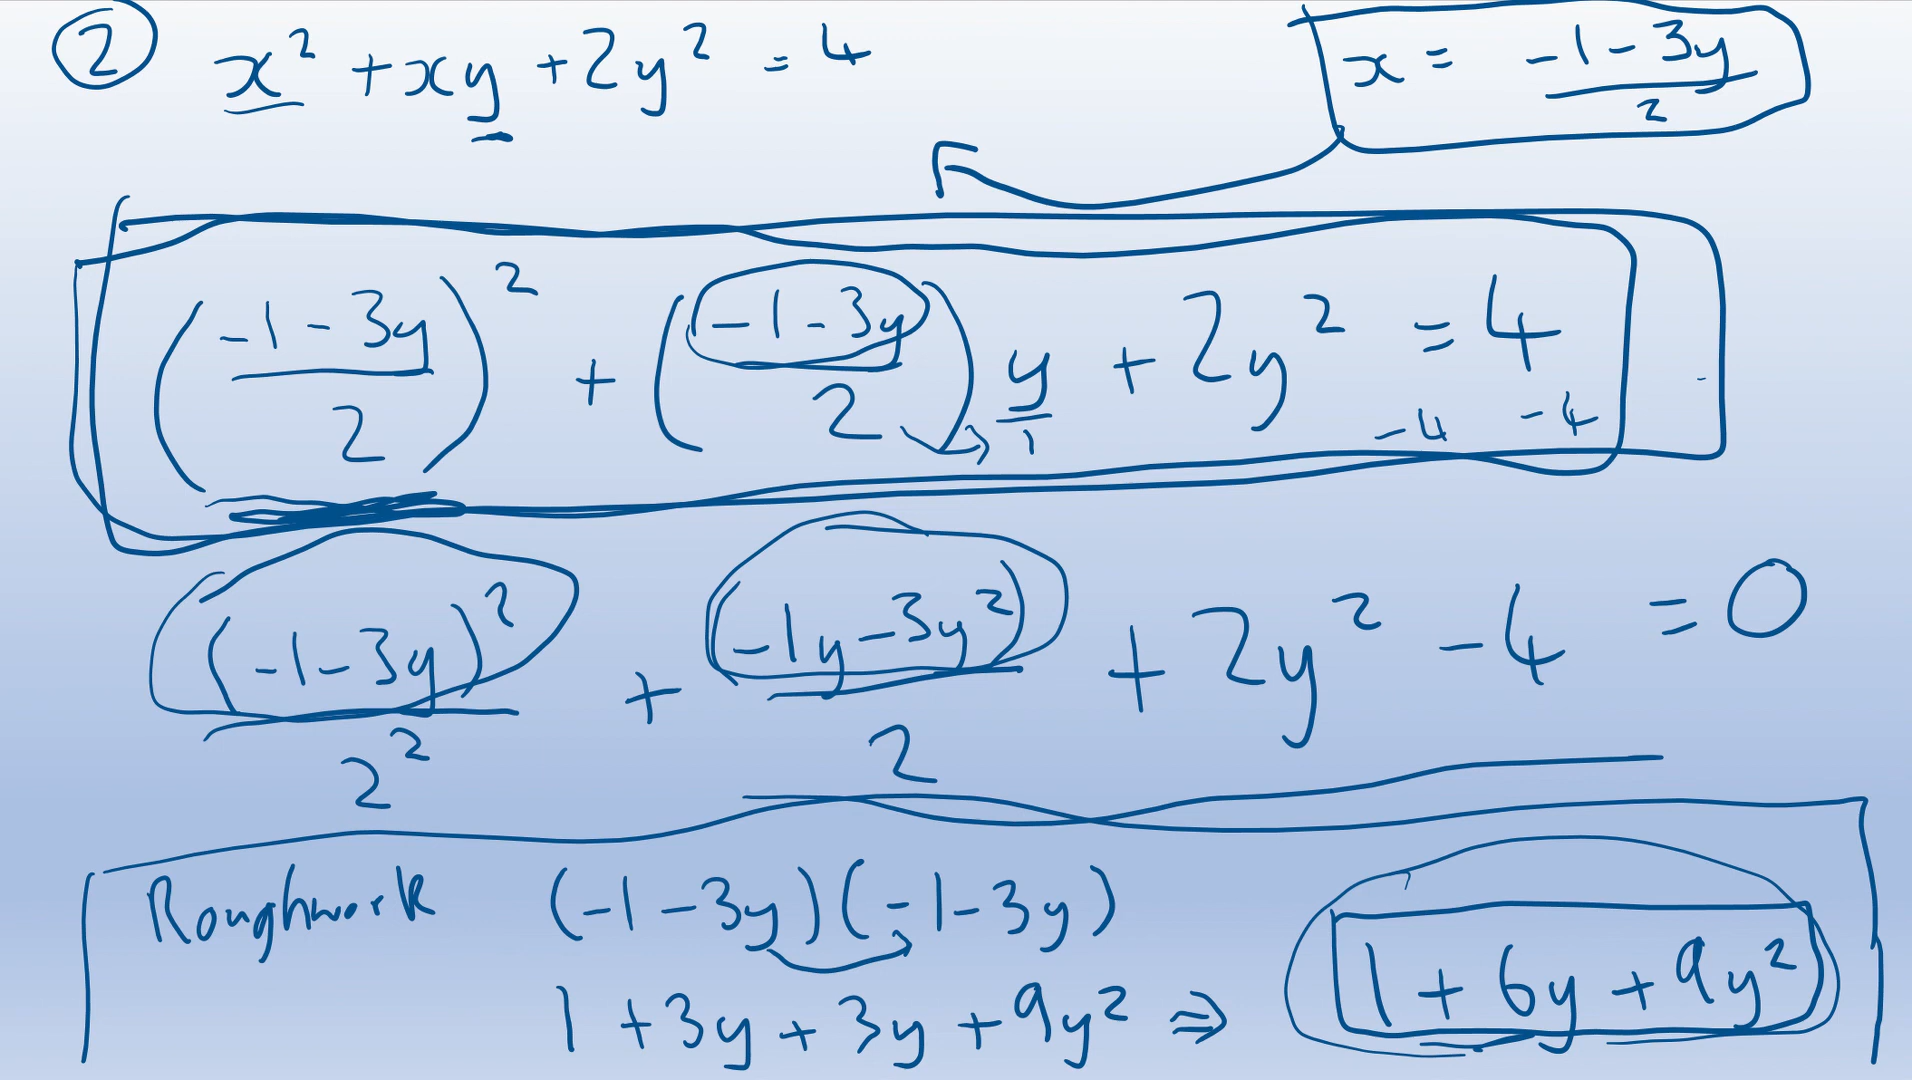 ② x² + xy + 2y² = 4
x = (-1 - 3y)/2
((-1 - 3y)/2)² + ((-1 - 3y)/2) y/1 + 2y² = 4
-4 -4
(-1 - 3y)²/2² + (-1y - 3y²)/2 + 2y² - 4 = 0
Roughwork (-1 - 3y)(-1 - 3y)
1 + 3y + 3y + 9y² ⇒ 1 + 6y + 9y²